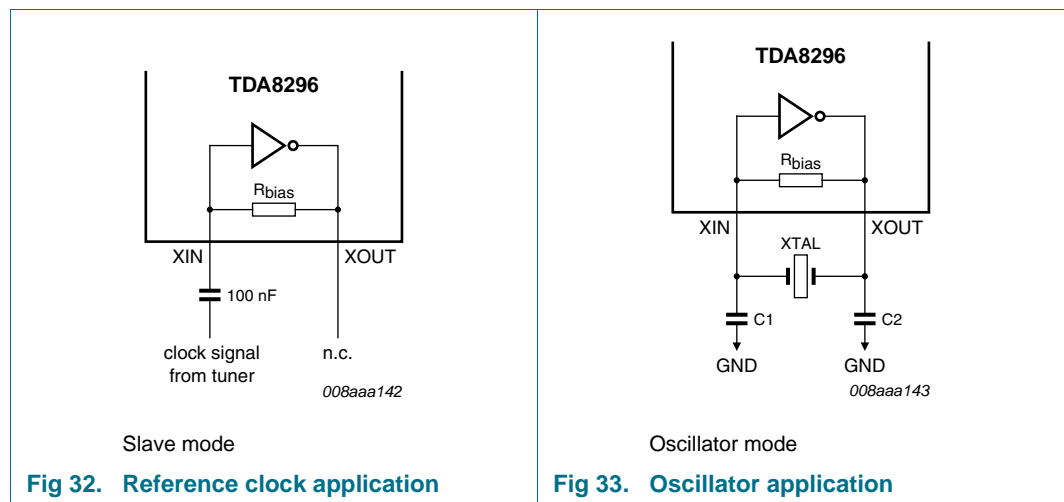 TDA8296
Rbias
XIN
XOUT
100 nF
clock signal
from tuner
n.c.
008aaa142
Slave mode
Fig 32. Reference clock application
TDA8296
Rbias
XIN
XOUT
XTAL
C1
C2
GND
GND
008aaa143
Oscillator mode
Fig 33. Oscillator application